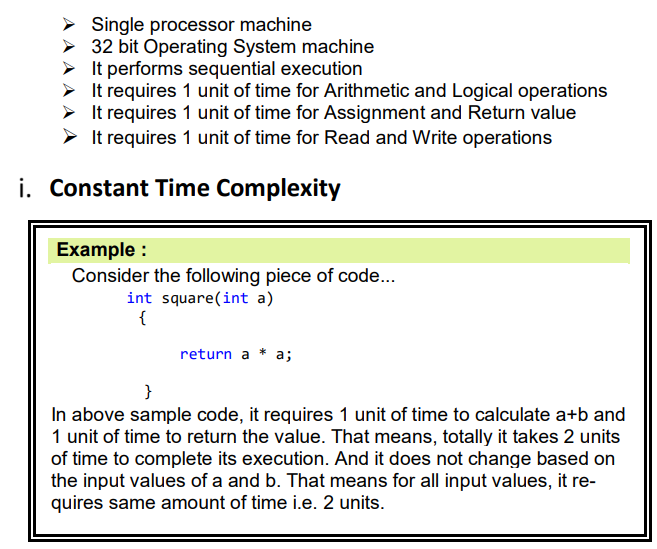 ➢ Single processor machine
➢ 32 bit Operating System machine
➢ It performs sequential execution
➢ It requires 1 unit of time for Arithmetic and Logical operations
➢ It requires 1 unit of time for Assignment and Return value
➢ It requires 1 unit of time for Read and Write operations
i. Constant Time Complexity
Example :
Consider the following piece of code...
int square(int a)
{
return a * a;
}
In above sample code, it requires 1 unit of time to calculate a+b and
1 unit of time to return the value. That means, totally it takes 2 units
of time to complete its execution. And it does not change based on
the input values of a and b. That means for all input values, it re-
quires same amount of time i.e. 2 units.